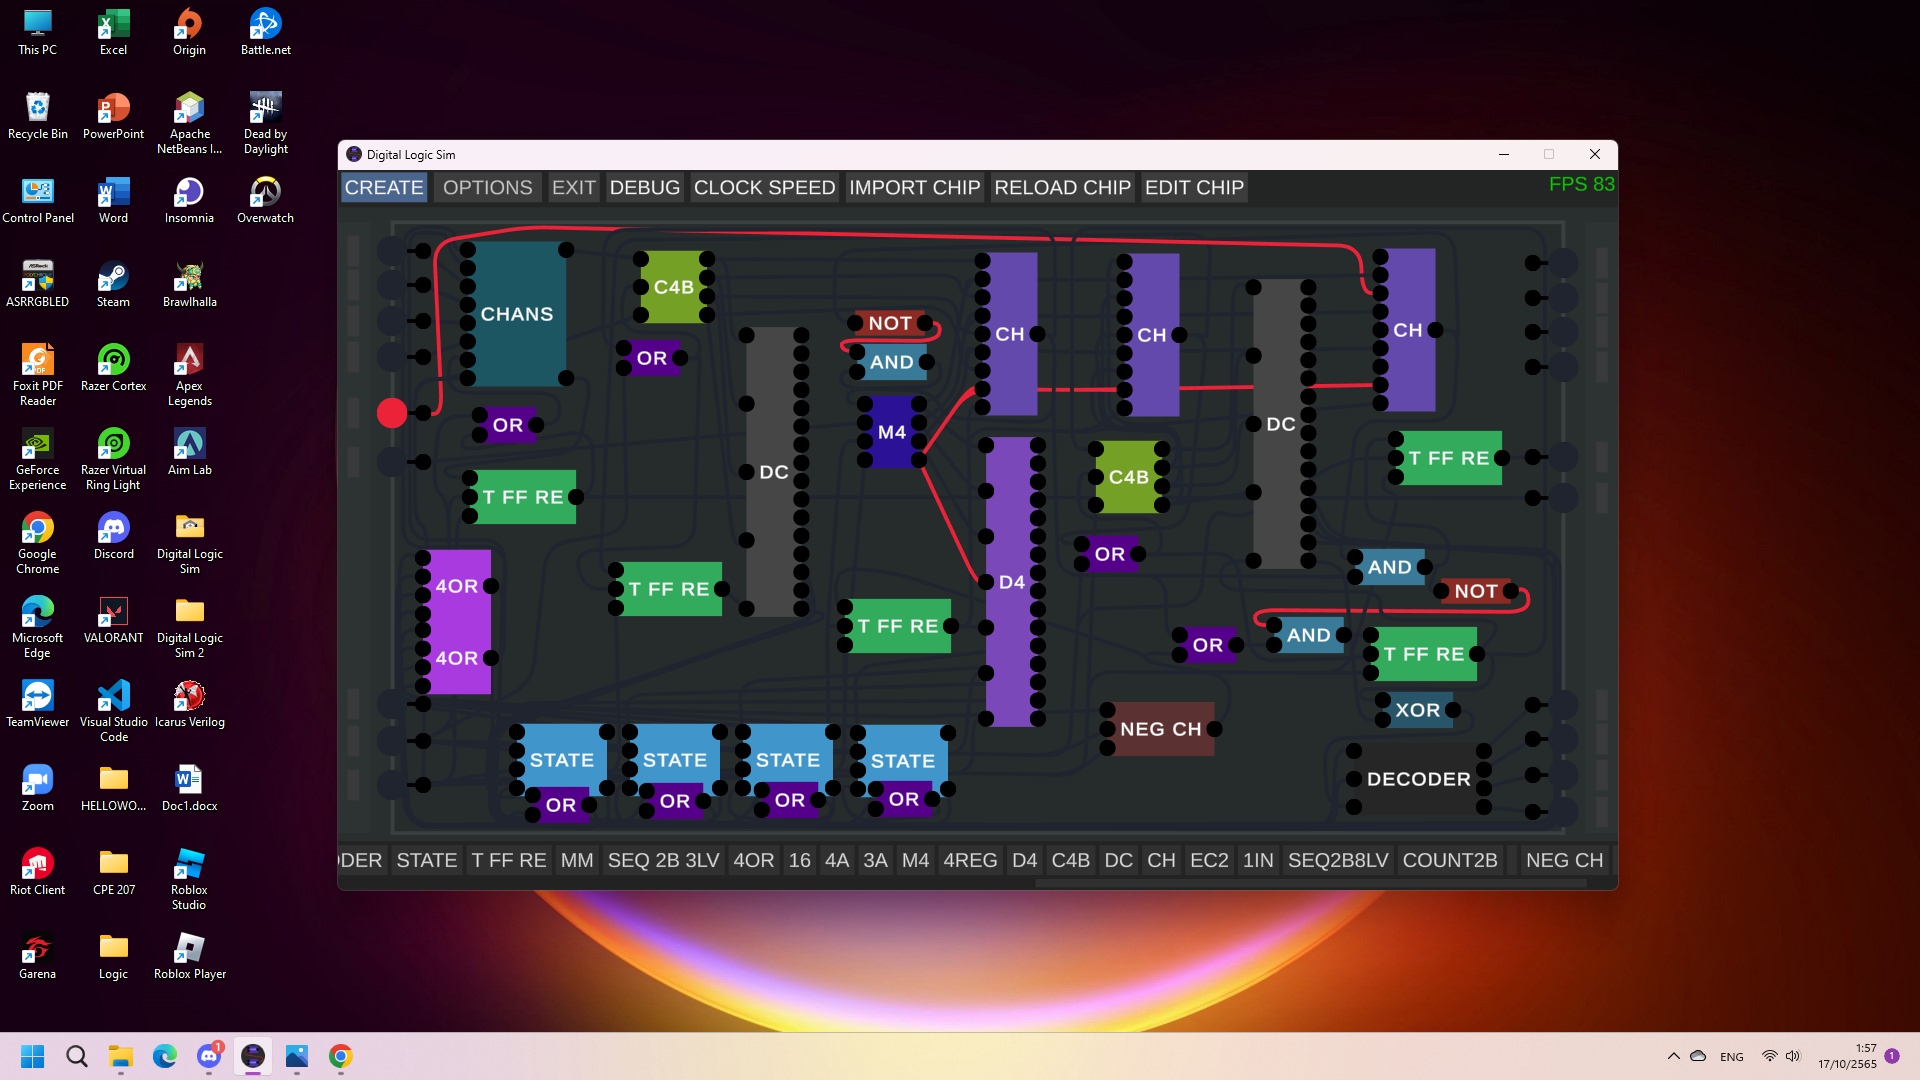 This PC
Excel
Origin
Battle.net
Recycle Bin
PowerPoint
Apache
NetBeans I...
Dead by
Daylight
Control Panel
Word
Insomnia
Overwatch
ASRRGBLED
Steam
Brawlhalla
Foxit PDF
Reader
Razer Cortex
Apex
Legends
GeForce
Experience
Razer Virtual
Ring Light
Aim Lab
Google
Chrome
Discord
Digital Logic
Sim
Microsoft
Edge
VALORANT
Digital Logic
Sim 2
TeamViewer
Visual Studio
Code
Icarus Verilog
Zoom
HELLOWO...
Doc1.docx
Riot Client
CPE 207
Roblox
Studio
Garena
Logic
Roblox Player
Digital Logic Sim
CREATE OPTIONS EXIT DEBUG CLOCK SPEED IMPORT CHIP RELOAD CHIP EDIT CHIP
FPS 83
CHANS
C4B
OR
NOT
AND
M4
CH
CH
CH
DC
OR
T FF RE
DC
D4
C4B
T FF RE
OR
4OR
4OR
T FF RE
T FF RE
AND
NOT
OR
AND
T FF RE
XOR
NEG CH
DECODER
STATE
STATE
STATE
STATE
OR
OR
OR
OR
DER STATE T FF RE MM SEQ 2B 3LV 4OR 16 4A 3A M4 4REG D4 C4B DC CH EC2 1IN SEQ2B8LV COUNT2B NEG CH
1
ENG
1:57
17/10/2565
1